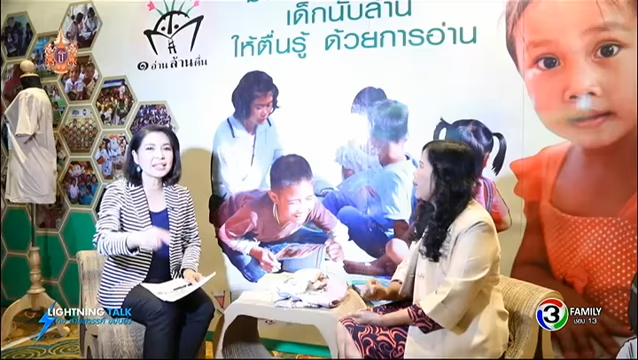 เด็กนับล้าน
ให้ตื่นรู้ ด้วยการอ่าน
๑ อ่านล้านตื่น
LIGHTNING TALK
3 FAMILY
ช่อง 13